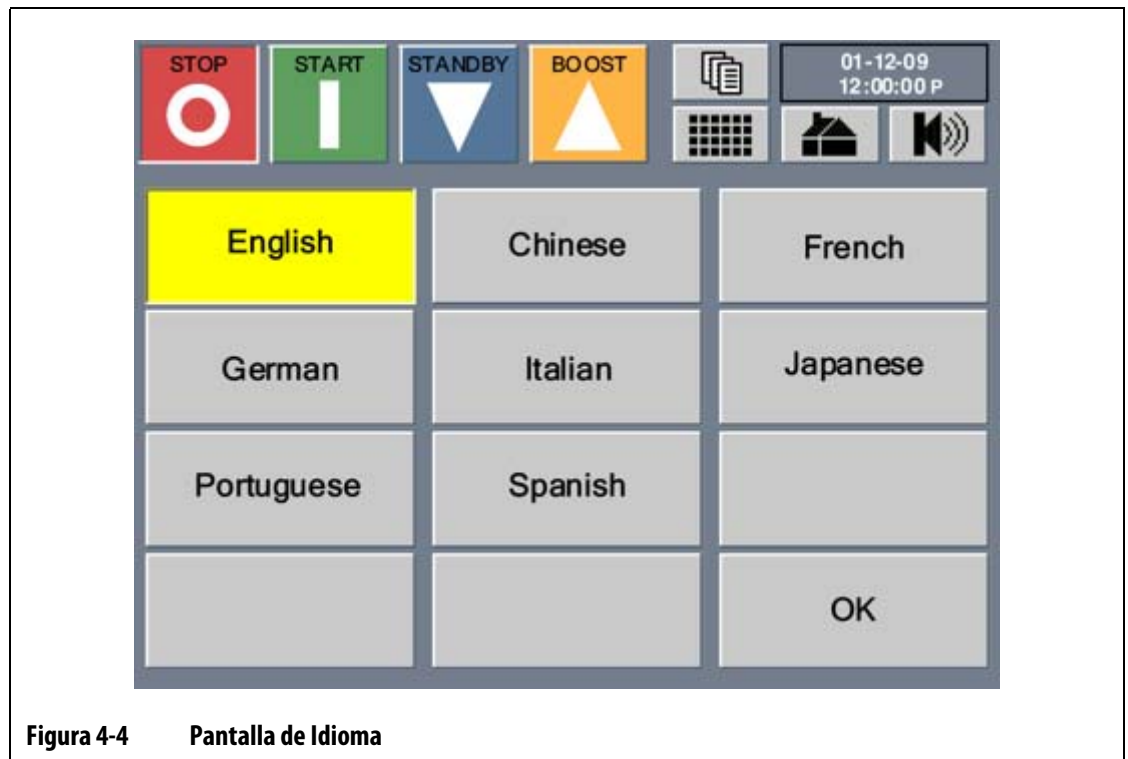 STOP START STANDBY BOOST
01-12-09
12:00:00 P
English Chinese French
German Italian Japanese
Portuguese Spanish
OK
Figura 4-4 Pantalla de Idioma